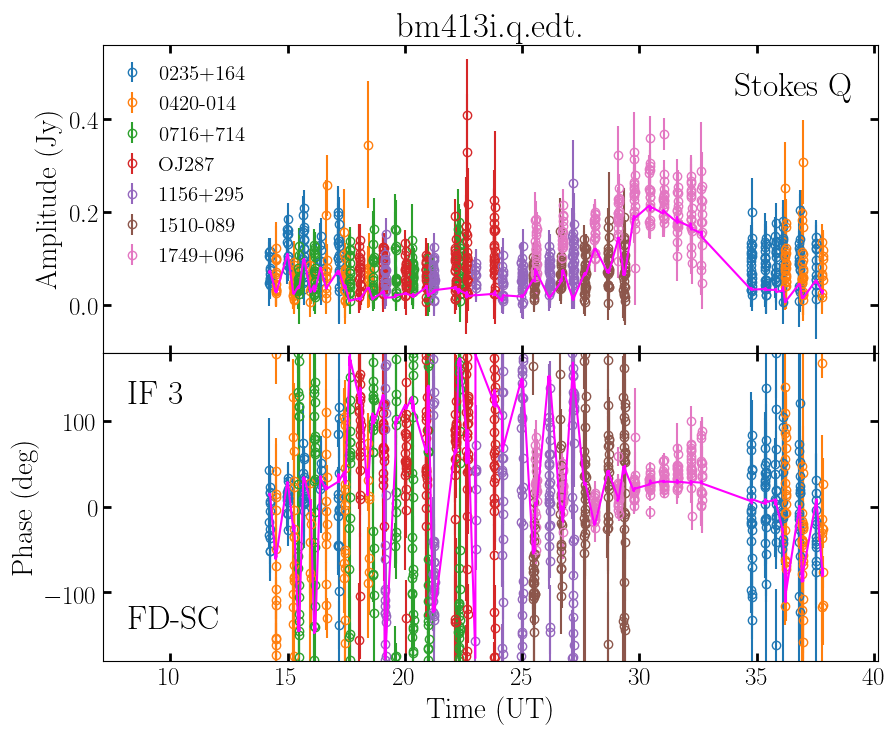 bm413i.q.edt.
Stokes Q
0235+164
0420-014
0716+714
OJ287
1156+295
1510-089
1749+096
Amplitude (Jy)
0.4
0.2
0.0
IF 3
FD-SC
Phase (deg)
100
0
−100
10 15 20 25 30 35 40
Time (UT)